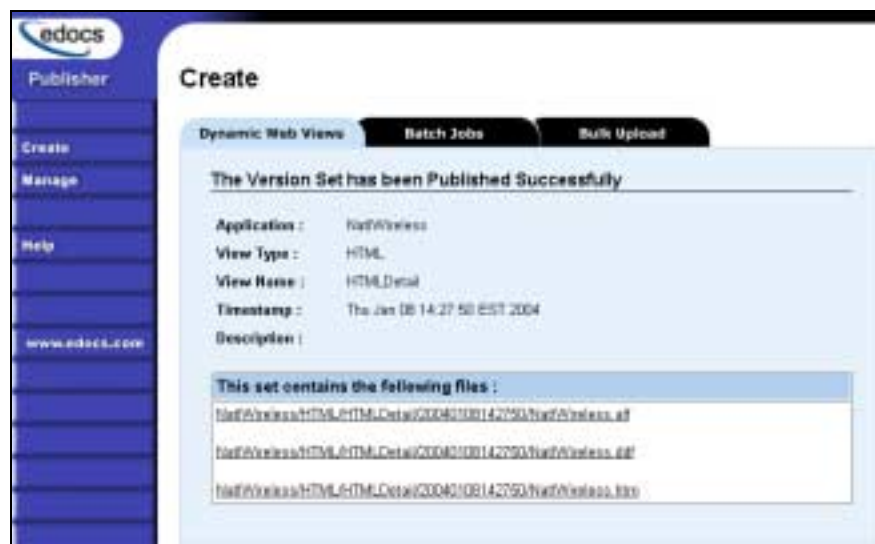 edocs
Publisher
Create
Manage
Help
www.edocs.com
Create
Dynamic Web Views
Batch Jobs
Bulk Upload
The Version Set has been Published Successfully
Application : NatlWireless
View Type : HTML
View Name : HTMLDetail
Timestamp : Thu Jan 08 14:27:50 EST 2004
Description :
This set contains the following files :
NatlWireless/HTML/HTMLDetail/20040108142750/NatlWireless.alf
NatlWireless/HTML/HTMLDetail/20040108142750/NatlWireless.ddf
NatlWireless/HTML/HTMLDetail/20040108142750/NatlWireless.htm